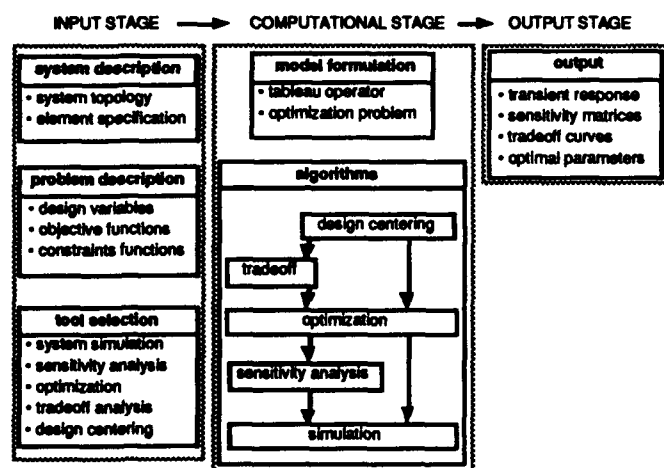 INPUT STAGE
COMPUTATIONAL STAGE
OUTPUT STAGE
system description
• system topology
• element specification
problem description
• design variables
• objective functions
• constraints functions
tool selection
• system simulation
• sensitivity analysis
• optimization
• tradeoff analysis
• design centering
model formulation
• tableau operator
• optimization problem
algorithms
design centering
tradeoff
optimization
sensitivity analysis
simulation
output
• transient response
• sensitivity matrices
• tradeoff curves
• optimal parameters